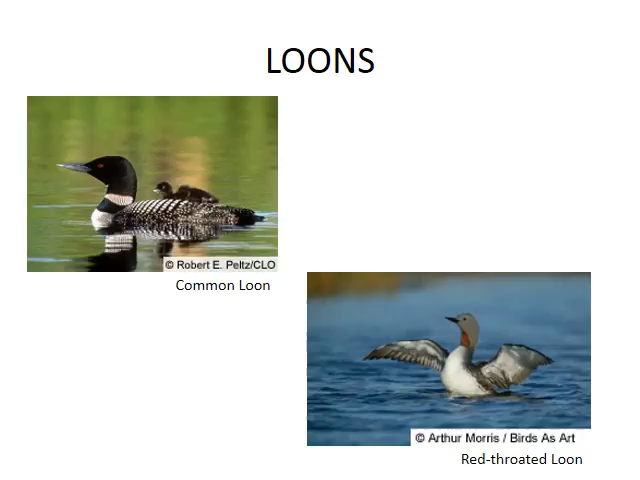 LOONS
© Robert E. Peltz/CLO
Common Loon
© Arthur Morris / Birds As Art
Red-throated Loon